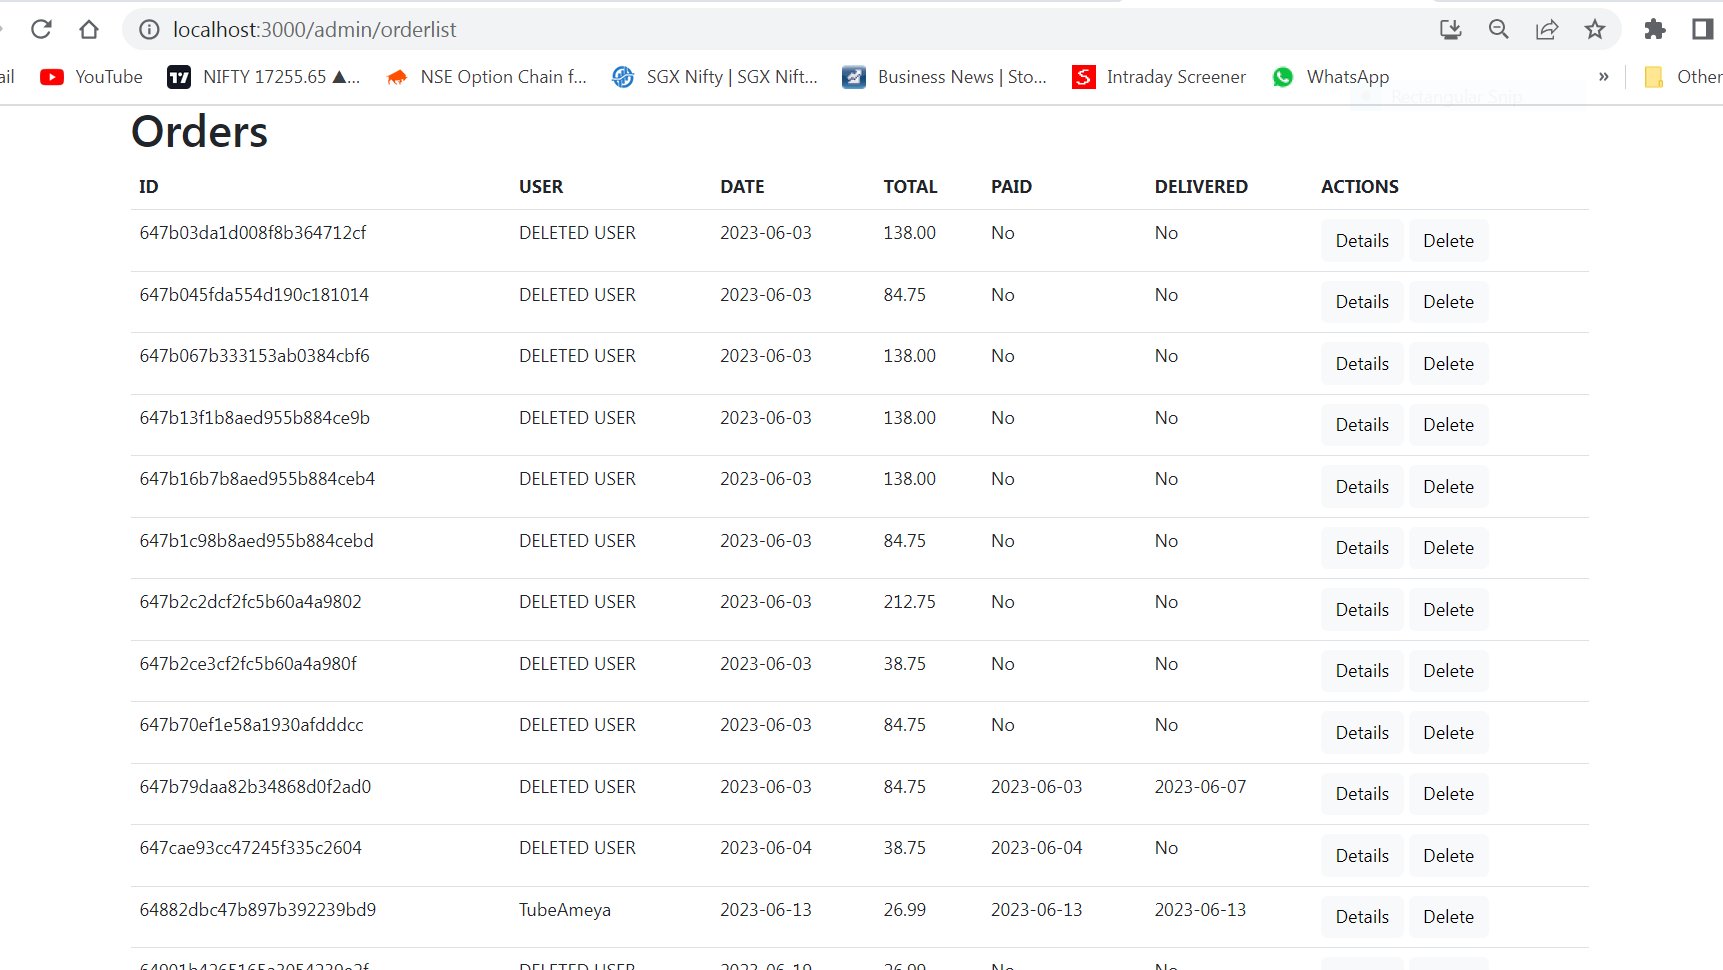 localhost:3000/admin/orderlist
ail YouTube NIFTY 17255.65 ▲... NSE Option Chain f... SGX Nifty | SGX Nift... Business News | Sto... Intraday Screener WhatsApp » Other
Rectangular Snip
Orders
ID USER DATE TOTAL PAID DELIVERED ACTIONS
647b03da1d008f8b364712cf DELETED USER 2023-06-03 138.00 No No Details Delete
647b045fda554d190c181014 DELETED USER 2023-06-03 84.75 No No Details Delete
647b067b333153ab0384cbf6 DELETED USER 2023-06-03 138.00 No No Details Delete
647b13f1b8aed955b884ce9b DELETED USER 2023-06-03 138.00 No No Details Delete
647b16b7b8aed955b884ceb4 DELETED USER 2023-06-03 138.00 No No Details Delete
647b1c98b8aed955b884cebd DELETED USER 2023-06-03 84.75 No No Details Delete
647b2c2dcf2fc5b60a4a9802 DELETED USER 2023-06-03 212.75 No No Details Delete
647b2ce3cf2fc5b60a4a980f DELETED USER 2023-06-03 38.75 No No Details Delete
647b70ef1e58a1930afdddcc DELETED USER 2023-06-03 84.75 No No Details Delete
647b79daa82b34868d0f2ad0 DELETED USER 2023-06-03 84.75 2023-06-03 2023-06-07 Details Delete
647cae93cc47245f335c2604 DELETED USER 2023-06-04 38.75 2023-06-04 No Details Delete
64882dbc47b897b392239bd9 TubeAmeya 2023-06-13 26.99 2023-06-13 2023-06-13 Details Delete
DELETED USER 2023-06-19 26.99 No No